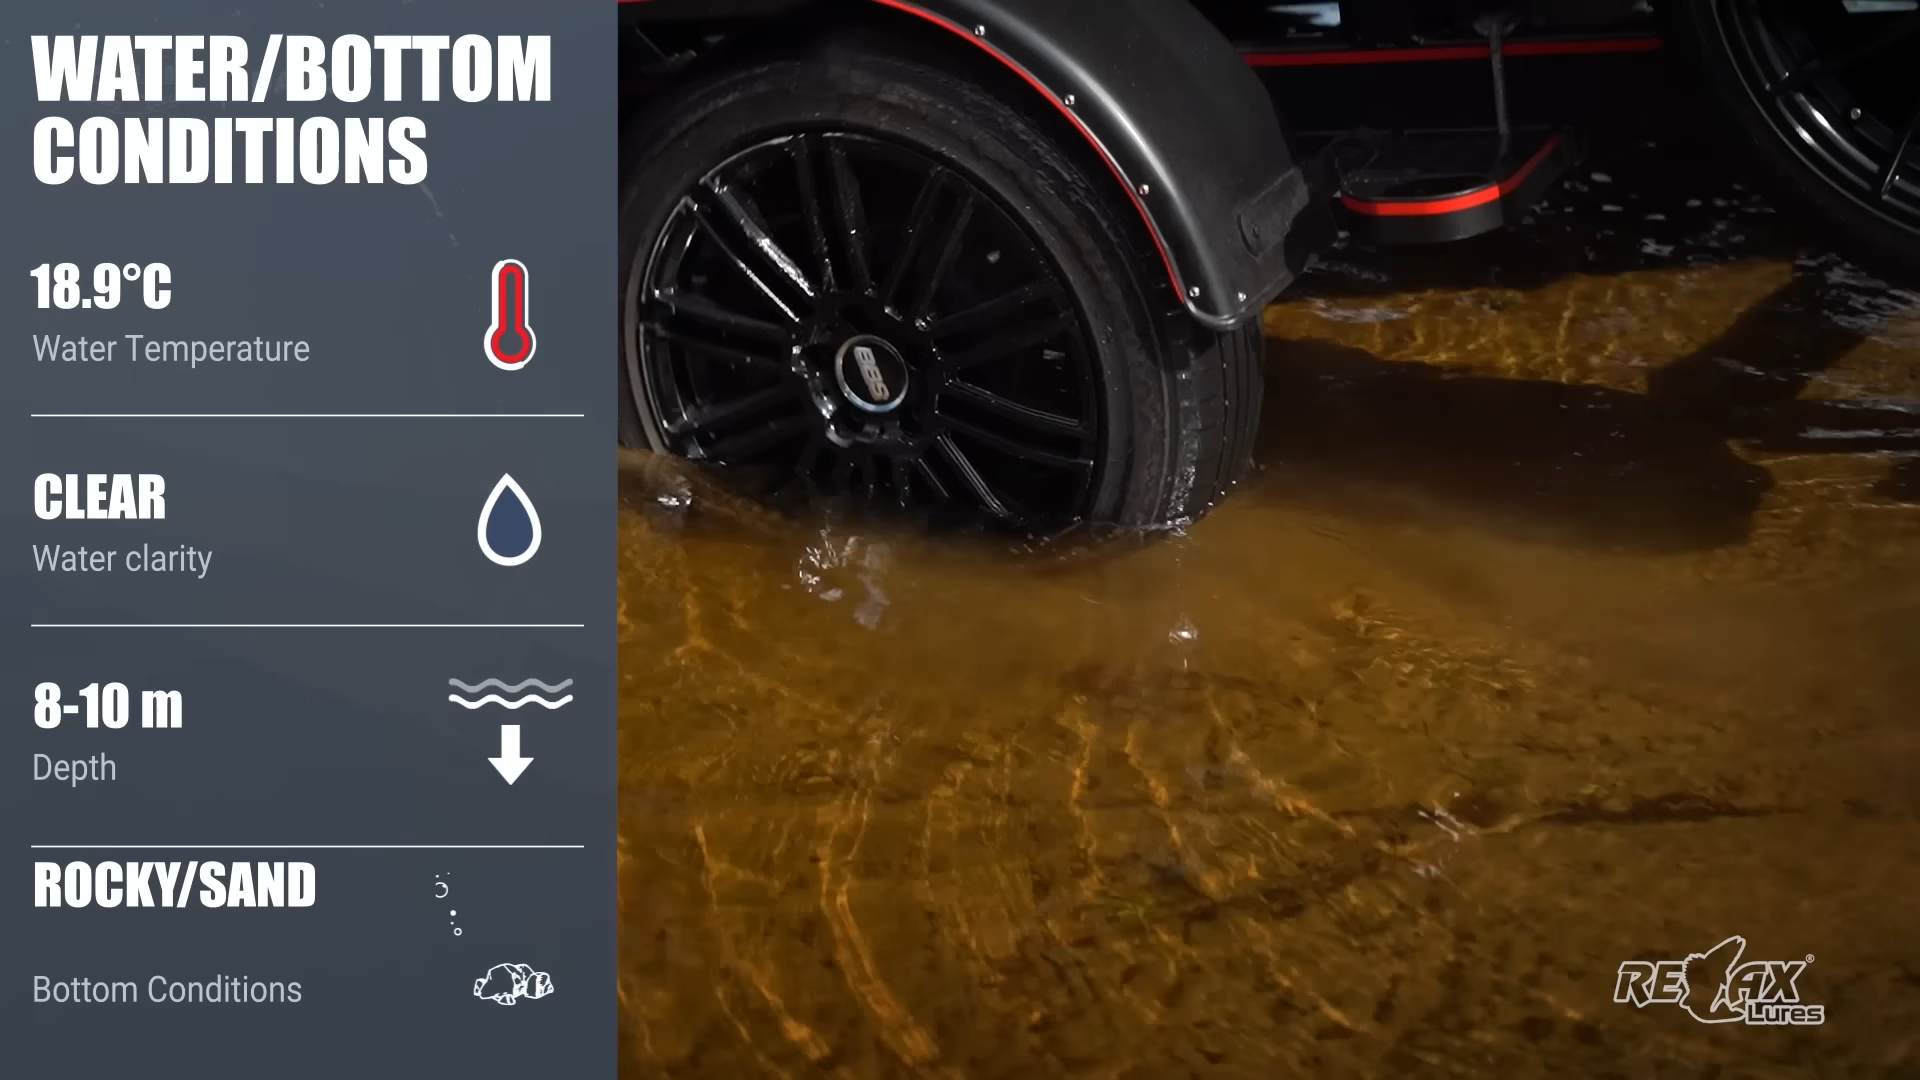 WATER/BOTTOM
CONDITIONS
18.9°C
Water Temperature
CLEAR
Water clarity
8-10 m
Depth
ROCKY/SAND
Bottom Conditions
BBS
RELAX®
Lures